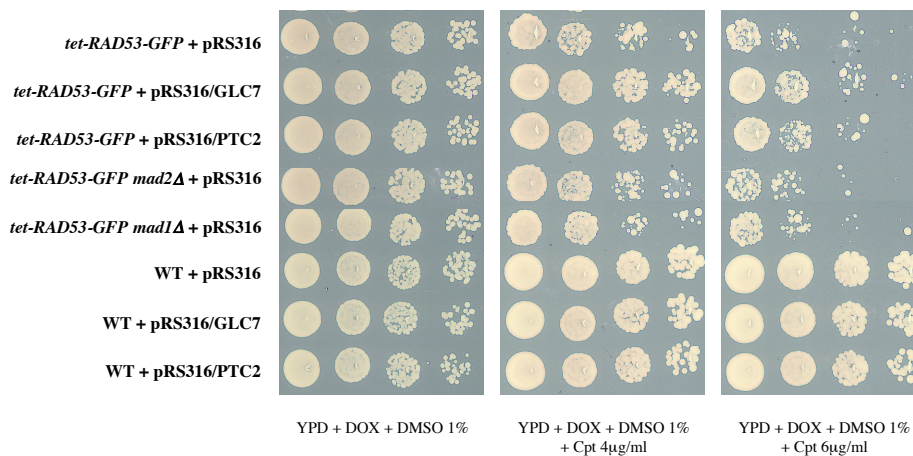 tet-RAD53-GFP + pRS316
tet-RAD53-GFP + pRS316/GLC7
tet-RAD53-GFP + pRS316/PTC2
tet-RAD53-GFP mad2Δ + pRS316
tet-RAD53-GFP mad1Δ + pRS316
WT + pRS316
WT + pRS316/GLC7
WT + pRS316/PTC2
YPD + DOX + DMSO 1%
YPD + DOX + DMSO 1%
+ Cpt 4µg/ml
YPD + DOX + DMSO 1%
+ Cpt 6µg/ml